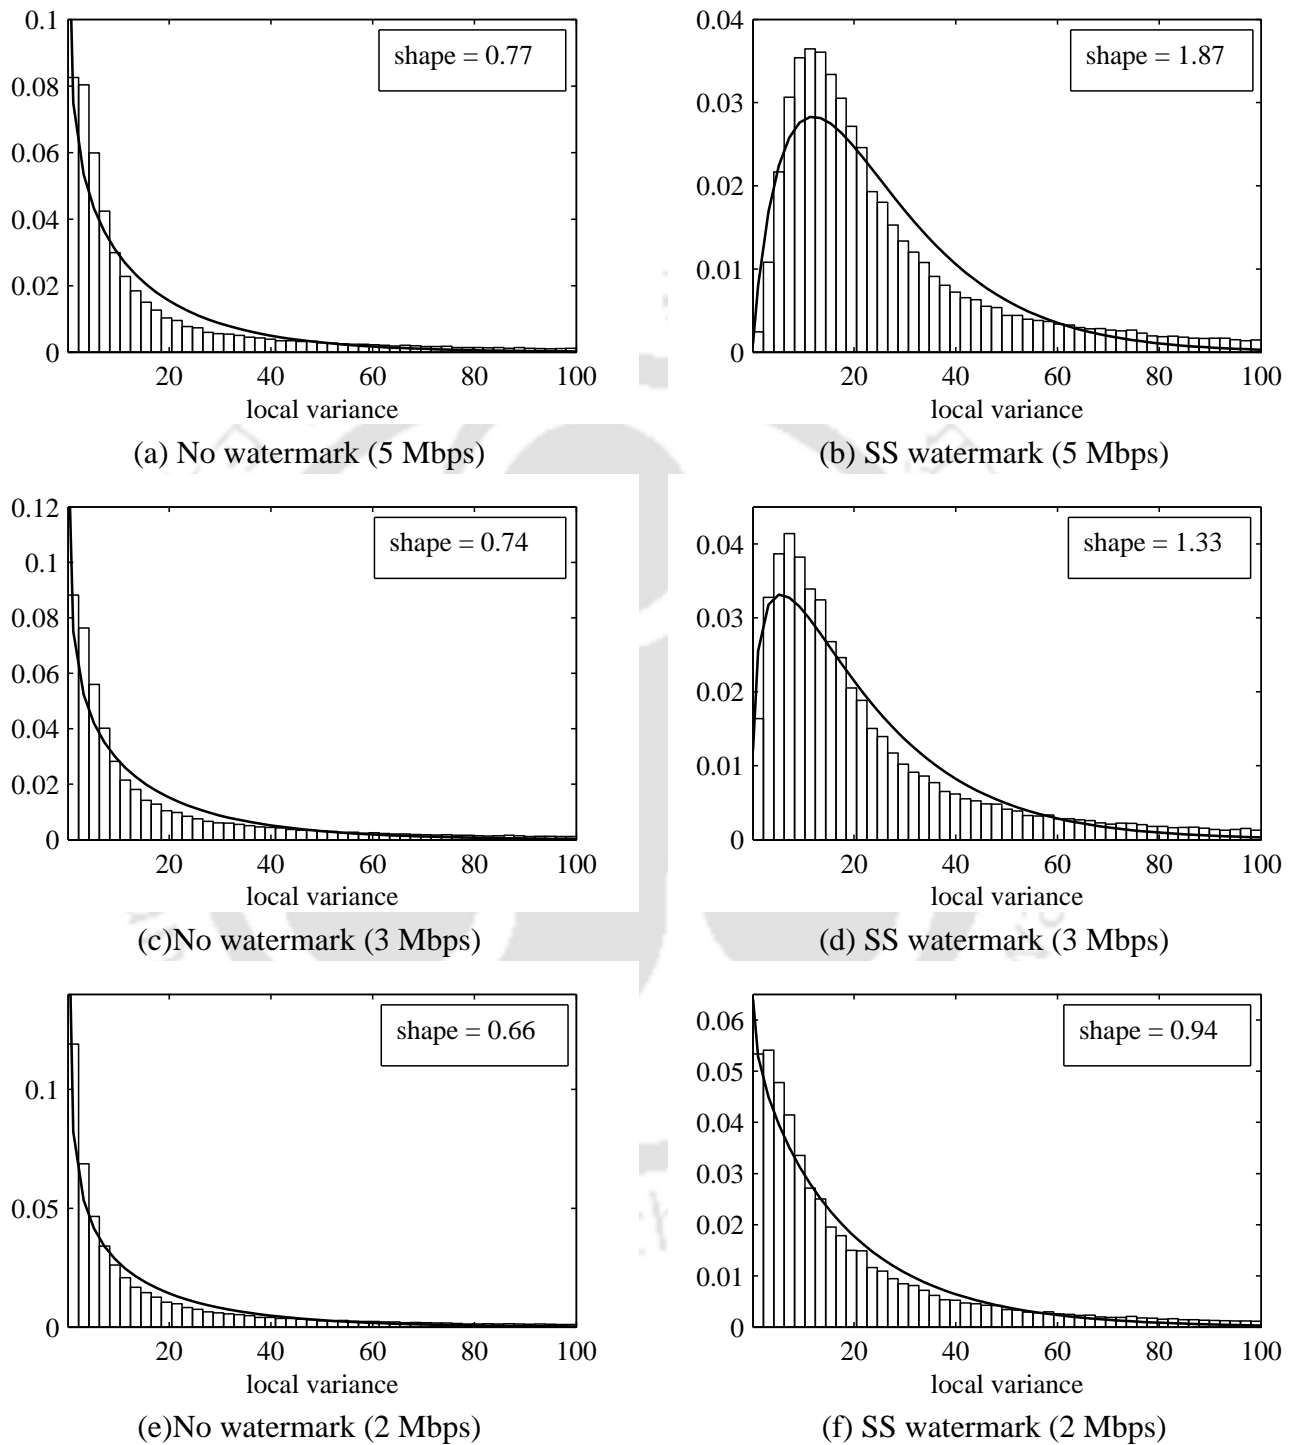 0.1
0.08
0.06
0.04
0.02
0
shape = 0.77
20 40 60 80 100
local variance
(a) No watermark (5 Mbps)
0.04
0.03
0.02
0.01
0
shape = 1.87
20 40 60 80 100
local variance
(b) SS watermark (5 Mbps)
0.12
0.1
0.08
0.06
0.04
0.02
0
shape = 0.74
20 40 60 80 100
local variance
(c)No watermark (3 Mbps)
0.04
0.03
0.02
0.01
0
shape = 1.33
20 40 60 80 100
local variance
(d) SS watermark (3 Mbps)
0.1
0.05
0
shape = 0.66
20 40 60 80 100
local variance
(e)No watermark (2 Mbps)
0.06
0.05
0.04
0.03
0.02
0.01
0
shape = 0.94
20 40 60 80 100
local variance
(f) SS watermark (2 Mbps)